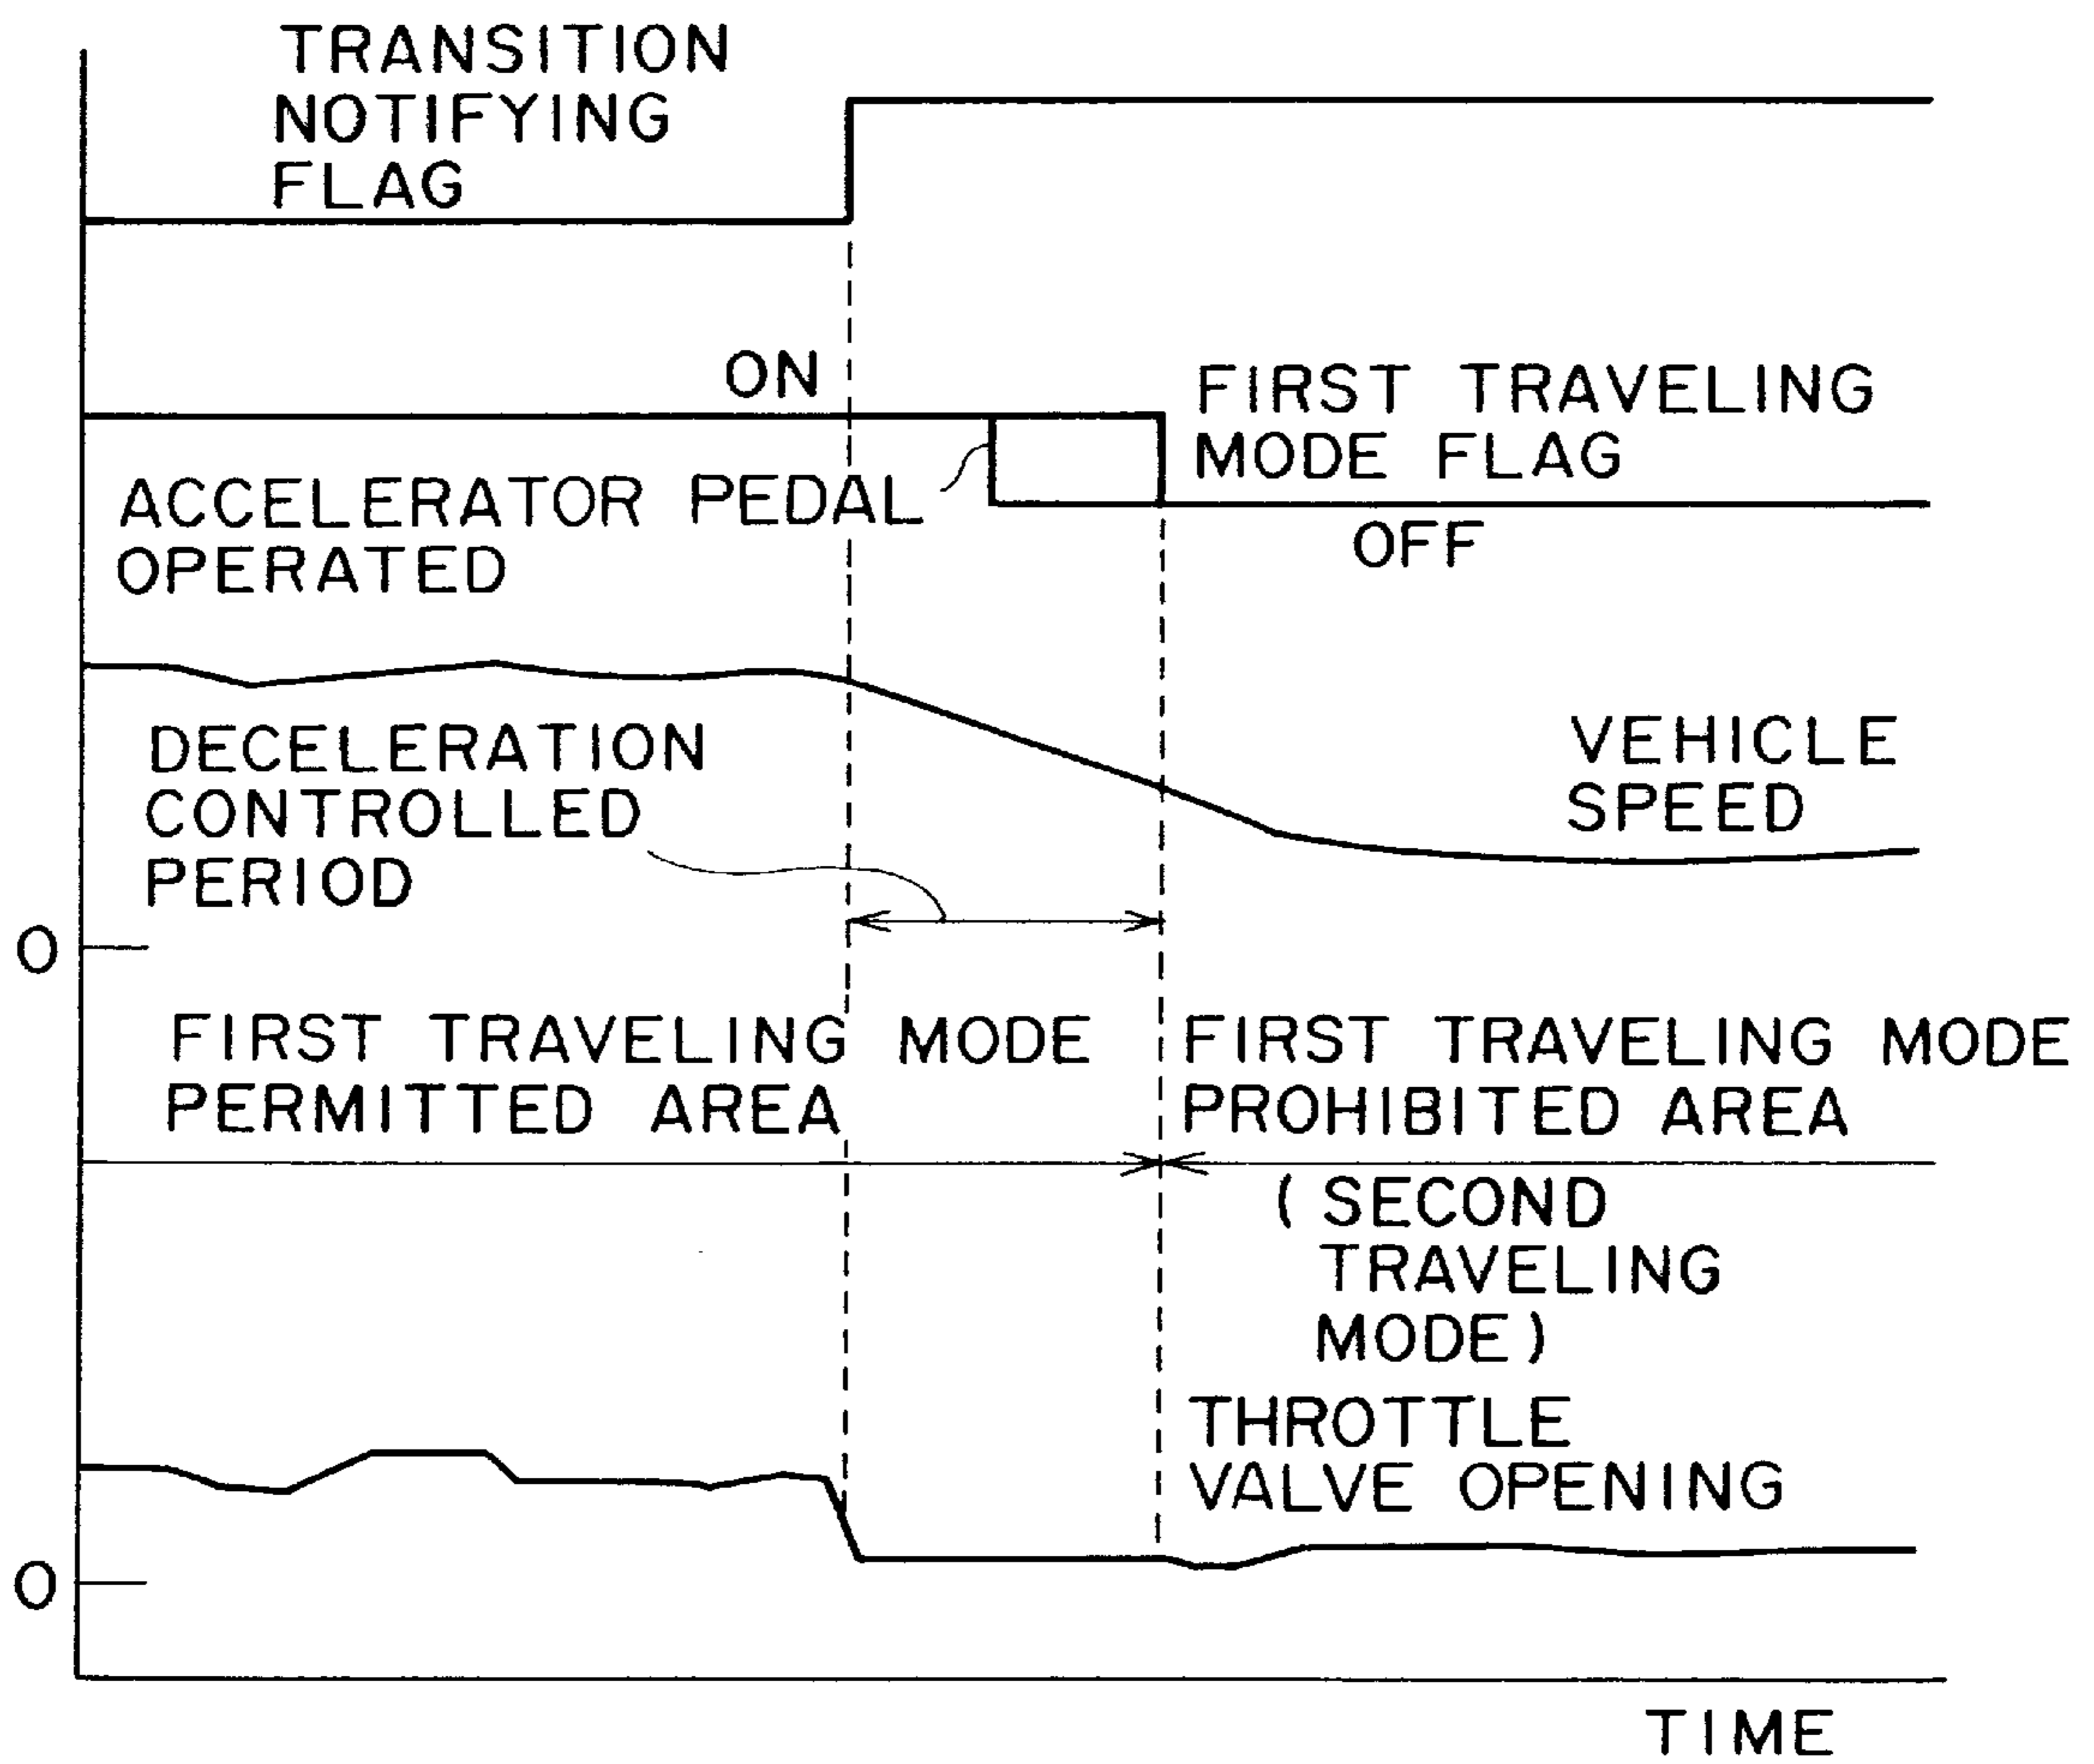 TRANSITION
NOTIFYING
FLAG
ON
FIRST TRAVELING
MODE FLAG
ACCELERATOR PEDAL
OPERATED
OFF
DECELERATION
CONTROLLED
PERIOD
VEHICLE
SPEED
0
FIRST TRAVELING MODE
PERMITTED AREA
FIRST TRAVELING MODE
PROHIBITED AREA
(SECOND
TRAVELING
MODE)
THROTTLE
VALVE OPENING
0
TIME